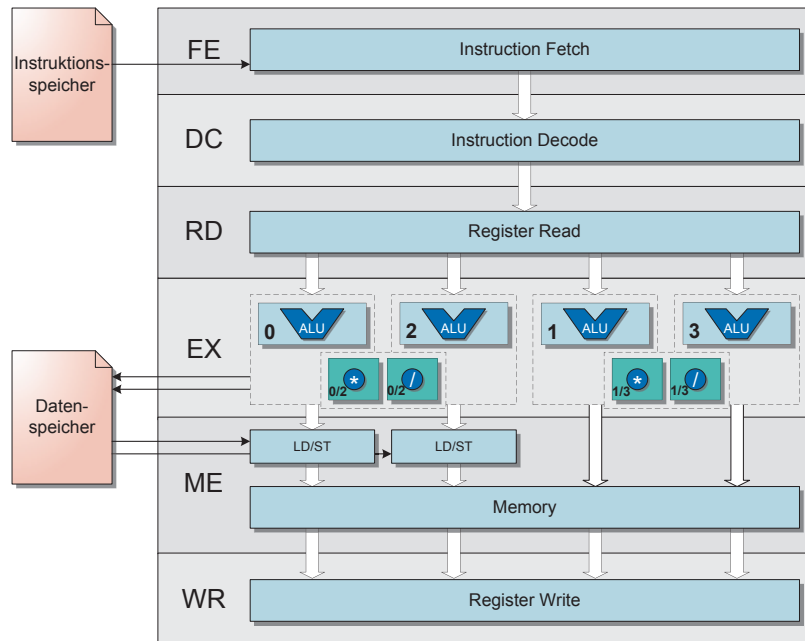 Instruktions-
speicher
FE
Instruction Fetch
DC
Instruction Decode
RD
Register Read
EX
0
ALU
2
ALU
1
ALU
3
ALU
*
0/2
/
0/2
*
1/3
/
1/3
Daten-
speicher
ME
LD/ST
LD/ST
Memory
WR
Register Write